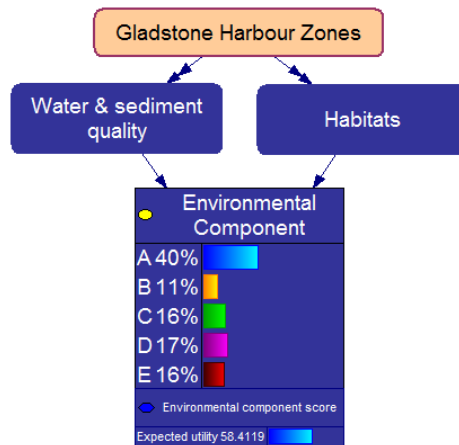 Gladstone Harbour Zones
Water & sediment
quality
Habitats
Environmental
Component
A 40%
B 11%
C 16%
D 17%
E 16%
Environmental component score
Expected utility 58.4119